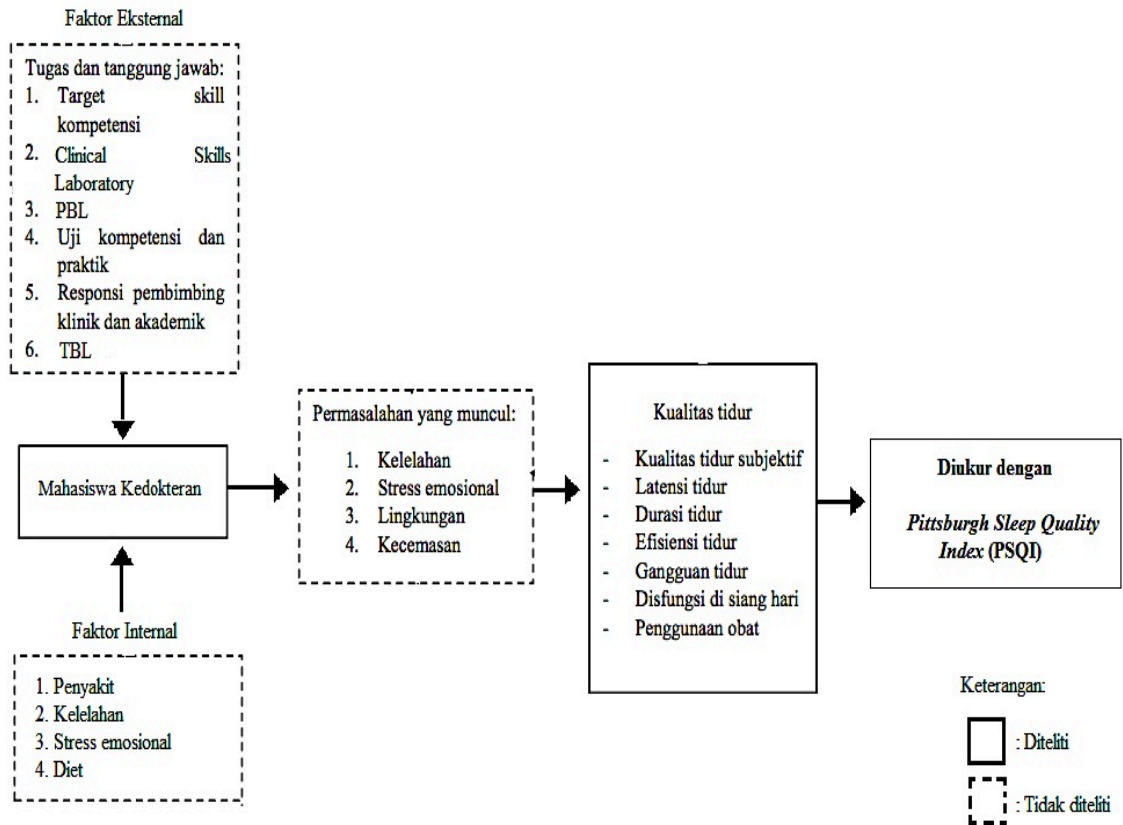 Faktor Eksternal
Tugas dan tanggung jawab:
1. Target skill
kompetensi
2. Clinical Skills
Laboratory
3. PBL
4. Uji kompetensi dan
praktik
5. Responsi pembimbing
klinik dan akademik
6. TBL
Mahasiswa Kedokteran
Faktor Internal
1. Penyakit
2. Kelelahan
3. Stress emosional
4. Diet
Permasalahan yang muncul:
1. Kelelahan
2. Stress emosional
3. Lingkungan
4. Kecemasan
Kualitas tidur
- Kualitas tidur subjektif
- Latensi tidur
- Durasi tidur
- Efisiensi tidur
- Gangguan tidur
- Disfungsi di siang hari
- Penggunaan obat
Diukur dengan
Pittsburgh Sleep Quality
Index (PSQI)
Keterangan:
: Diteliti
: Tidak diteliti